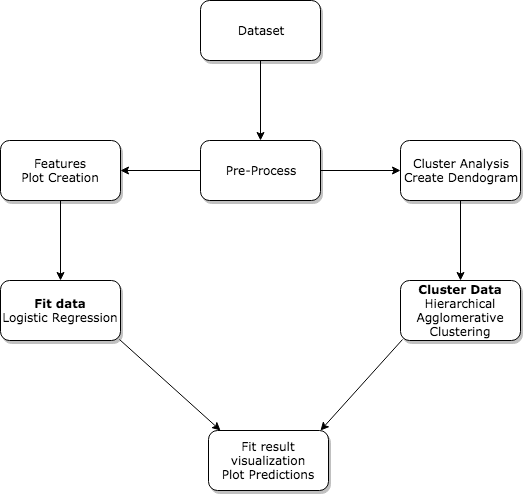 Dataset
Features
Plot Creation
Pre-Process
Cluster Analysis
Create Dendogram
Fit data
Logistic Regression
Cluster Data
Hierarchical
Agglomerative
Clustering
Fit result
visualization
Plot Predictions